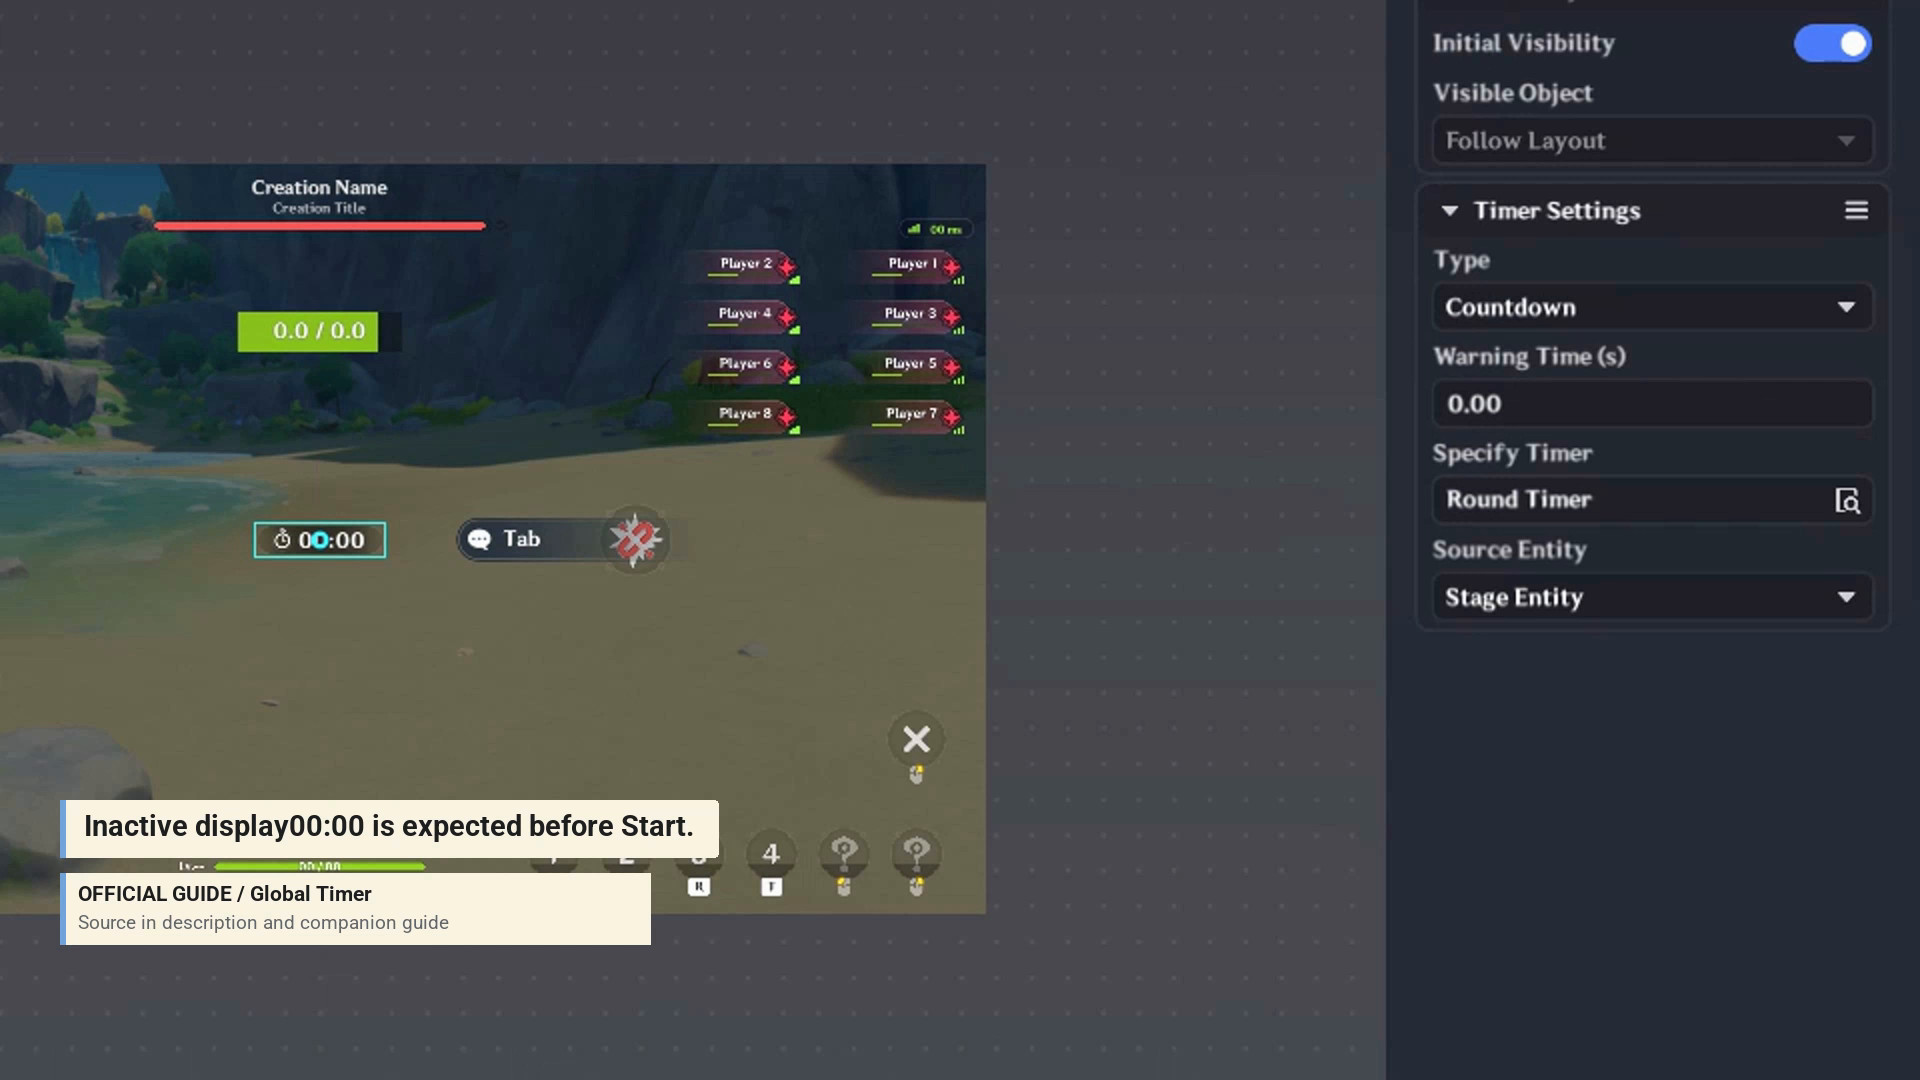 Initial Visibility
Visible Object
Follow Layout
Timer Settings
Type
Countdown
Warning Time (s)
0.00
Specify Timer
Round Timer
Source Entity
Stage Entity
Creation Name
Creation Title
00 ms
Player 2
Player 1
0.0 / 0.0
Player 4
Player 3
Player 6
Player 5
Player 8
Player 7
00:00
Tab
Inactive display00:00 is expected before Start.
4
R
T
OFFICIAL GUIDE / Global Timer
Source in description and companion guide